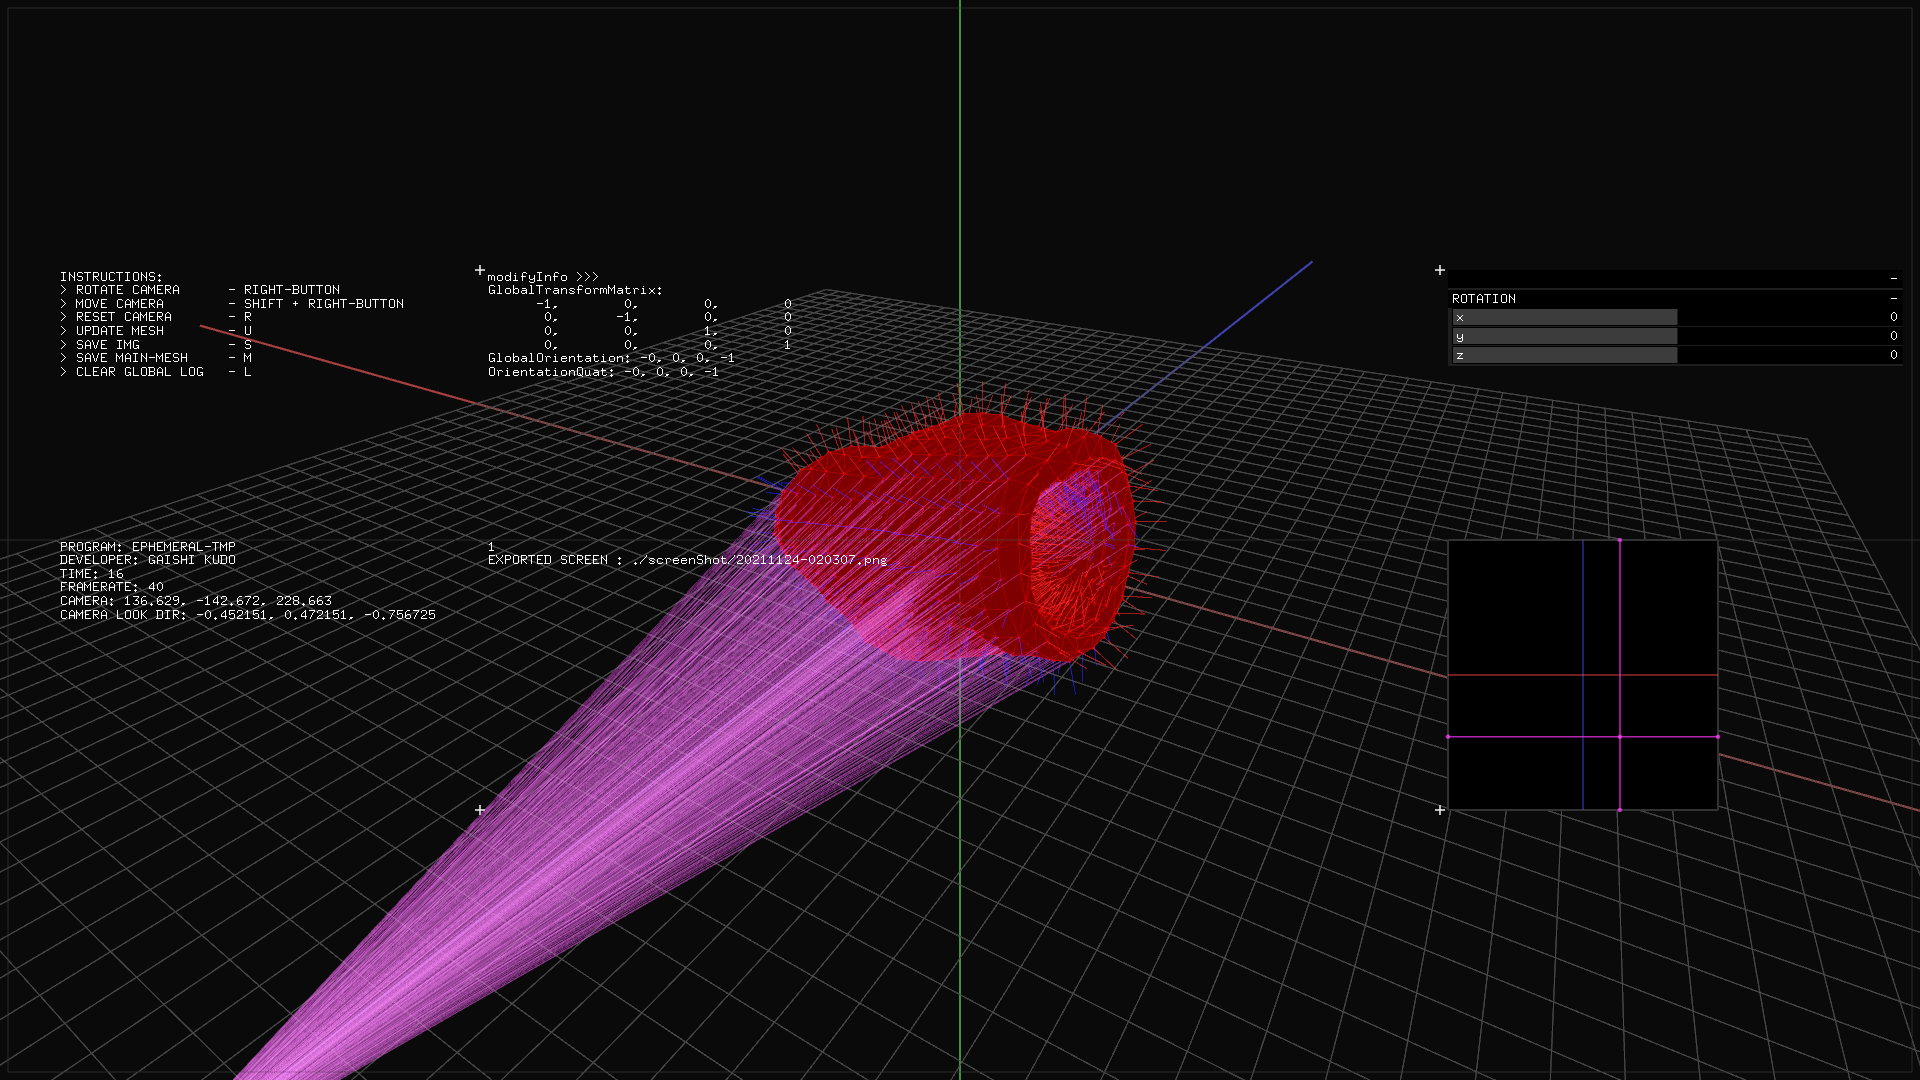 INSTRUCTIONS:
> ROTATE CAMERA - RIGHT-BUTTON
> MOVE CAMERA - SHIFT + RIGHT-BUTTON
> RESET CAMERA - R
> UPDATE MESH - U
> SAVE IMG - S
> SAVE MAIN-MESH - M
> CLEAR GLOBAL LOG - L
modifyInfo >>>
GlobalTransformMatrix:
-1, 0, 0, 0
0, -1, 0, 0
0, 0, 1, 0
0, 0, 0, 1
GlobalOrientation: -0, 0, 0, -1
OrientationQuat: -0, 0, 0, -1
-
ROTATION -
x 0
y 0
z 0
PROGRAM: EPHEMERAL-TMP
DEVELOPER: GAISHI KUDO
TIME: 16
FRAMERATE: 40
CAMERA: 136.629, -142.672, 228.663
CAMERA LOOK DIR: -0.452151, 0.472151, -0.756725
1
EXPORTED SCREEN : ./screenShot/20211124-020307.png